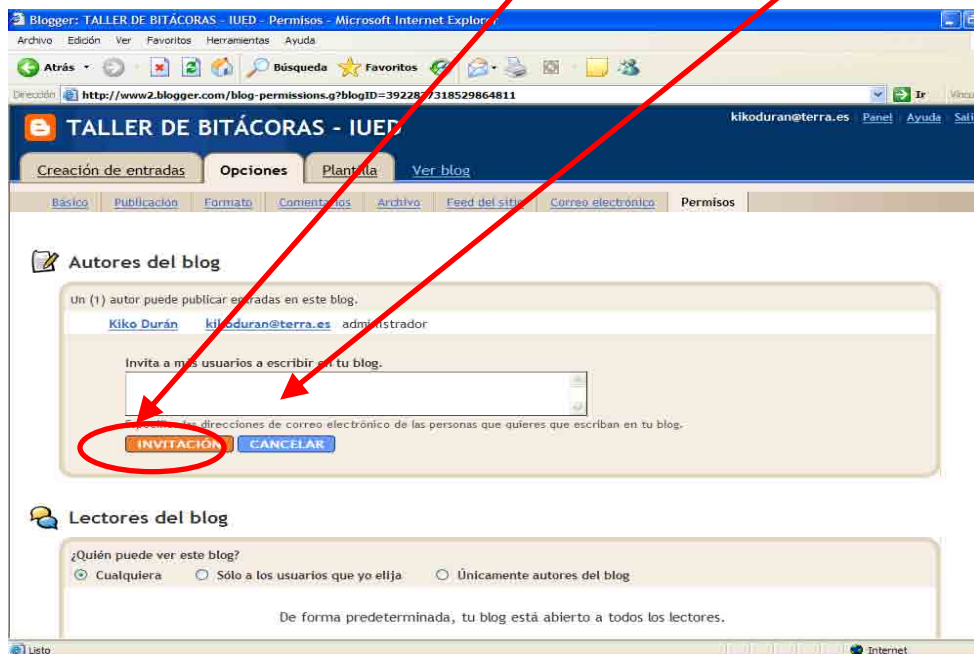 Blogger: TALLER DE BITÁCORAS - IUED - Permisos - Microsoft Internet Explorer
Archivo Edición Ver Favoritos Herramientas Ayuda
Atrás Búsqueda Favoritos
Dirección http://www2.blogger.com/blog-permissions.g?blogID=3922837318529864811 Ir
TALLER DE BITÁCORAS - IUED kikoduran@terra.es Panel Ayuda Sali
Creación de entradas Opciones Plantilla Ver blog
Básico Publicación Formato Comentarios Archivo Feed del sitio Correo electrónico Permisos
Autores del blog
Un (1) autor puede publicar entradas en este blog.
Kiko Durán kikoduran@terra.es administrador
Invita a más usuarios a escribir en tu blog.
direcciones de correo electrónico de las personas que quieres que escriban en tu blog.
INVITACIÓN CANCELAR
Lectores del blog
¿Quién puede ver este blog?
Cualquiera Sólo a los usuarios que yo elija Únicamente autores del blog
De forma predeterminada, tu blog está abierto a todos los lectores.
Listo Internet